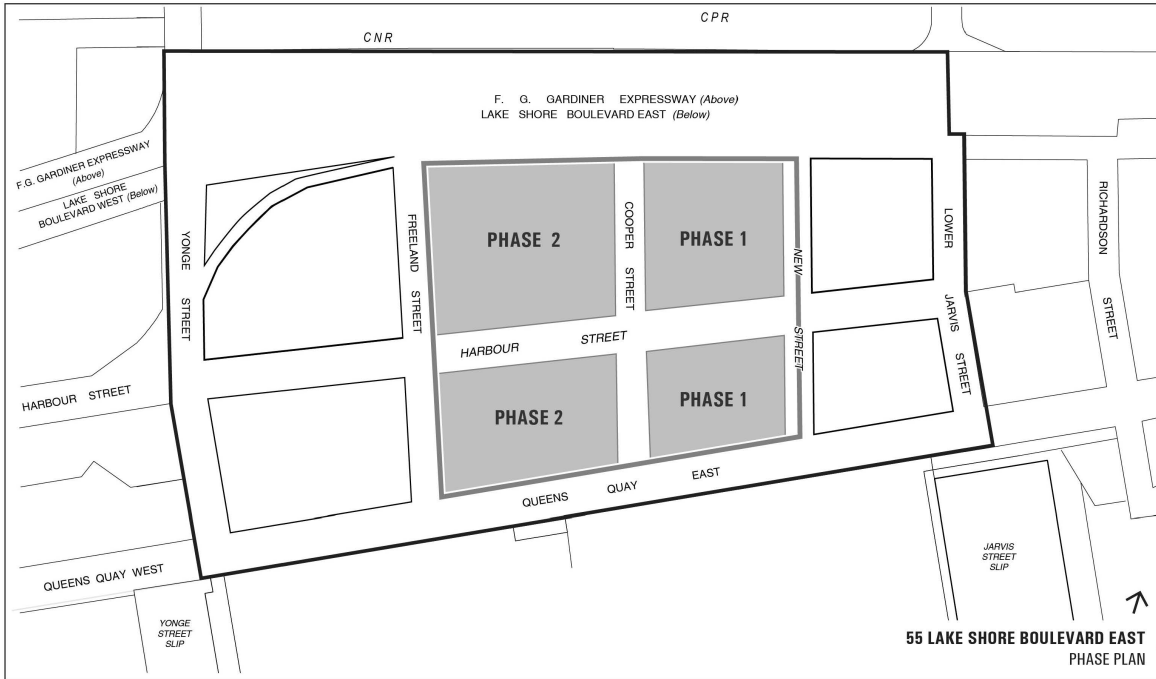 CPR
CNR
F. G. GARDINER EXPRESSWAY (Above)
LAKE SHORE BOULEVARD EAST (Below)
F.G. GARDINER EXPRESSWAY
(Above)
LAKE SHORE
BOULEVARD WEST (Below)
YONGE STREET
FREELAND STREET
PHASE 2
COOPER STREET
PHASE 1
NEW STREET
LOWER JARVIS STREET
RICHARDSON STREET
HARBOUR STREET
HARBOUR STREET
PHASE 2
PHASE 1
QUEENS QUAY EAST
QUEENS QUAY WEST
YONGE
STREET
SLIP
JARVIS
STREET
SLIP
55 LAKE SHORE BOULEVARD EAST
PHASE PLAN